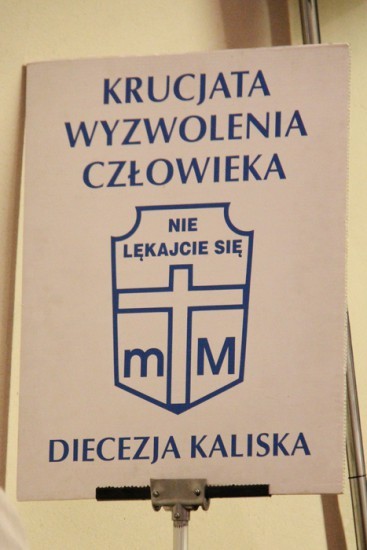 KRUCJATA
WYZWOLENIA
CZŁOWIEKA
NIE
LĘKAJCIE SIĘ
m M
DIECEZJA KALISKA